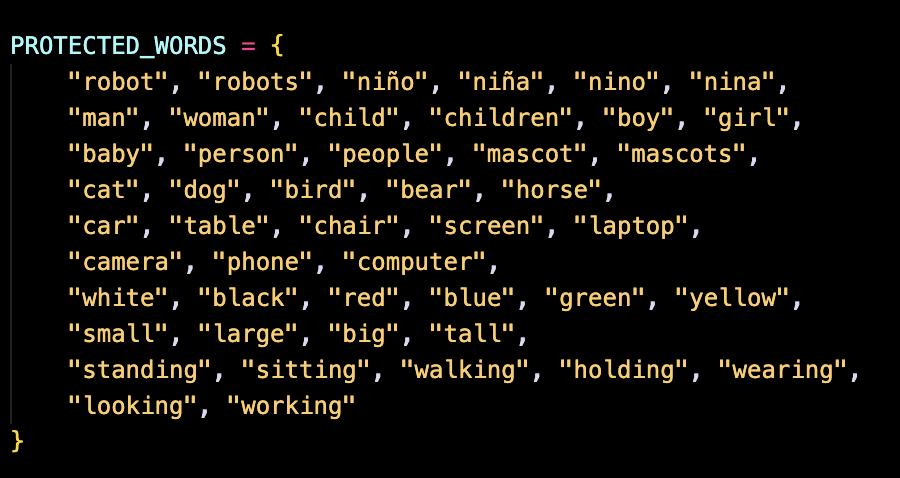 PROTECTED_WORDS = {
"robot", "robots", "niño", "niña", "nino", "nina",
"man", "woman", "child", "children", "boy", "girl",
"baby", "person", "people", "mascot", "mascots",
"cat", "dog", "bird", "bear", "horse",
"car", "table", "chair", "screen", "laptop",
"camera", "phone", "computer",
"white", "black", "red", "blue", "green", "yellow",
"small", "large", "big", "tall",
"standing", "sitting", "walking", "holding", "wearing",
"looking", "working"
}